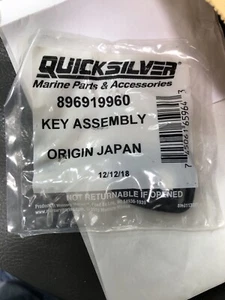 QUICKSILVER
Marine Parts & Accessories
896919960
KEY ASSEMBLY
ORIGIN JAPAN
12/12/18
NOT RETURNABLE IF OPENED